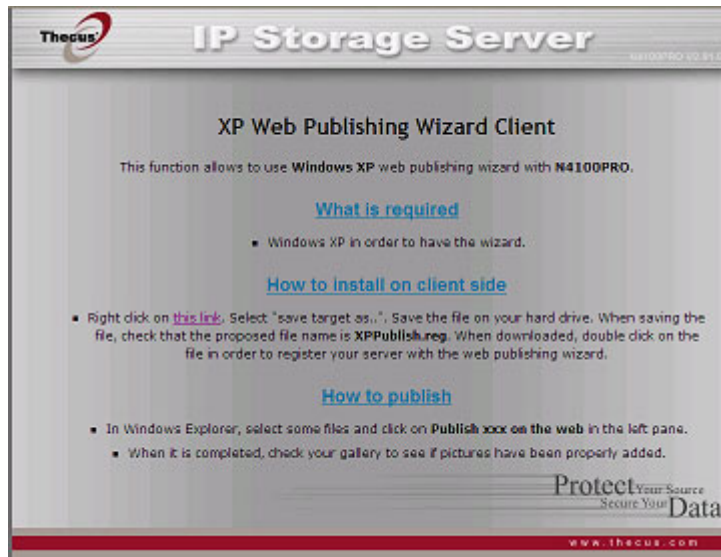 Thecus
IP Storage Server
XP Web Publishing Wizard Client
This function allows to use Windows XP web publishing wizard with N4100PRO.
What is required
▪ Windows XP in order to have the wizard.
How to install on client side
▪ Right click on this link. Select "save target as..". Save the file on your hard drive. When saving the
file, check that the proposed file name is XPPublish.reg. When downloaded, double click on the
file in order to register your server with the web publishing wizard.
How to publish
▪ In Windows Explorer, select some files and click on Publish xxx on the web in the left pane.
▪ When it is completed, check your gallery to see if pictures have been properly added.
Protect Your Source
Secure Your Data
www.thecus.com